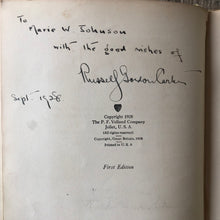 To
Marie W. Johnson
with the good wishes of
Russell Gordon Carter
Sept. 1928
Copyright 1928
The P. F. Volland Company
Joliet, U. S. A.
(All rights reserved)
Copyright, Great Britain, 1928
Printed in U. S. A.
First Edition